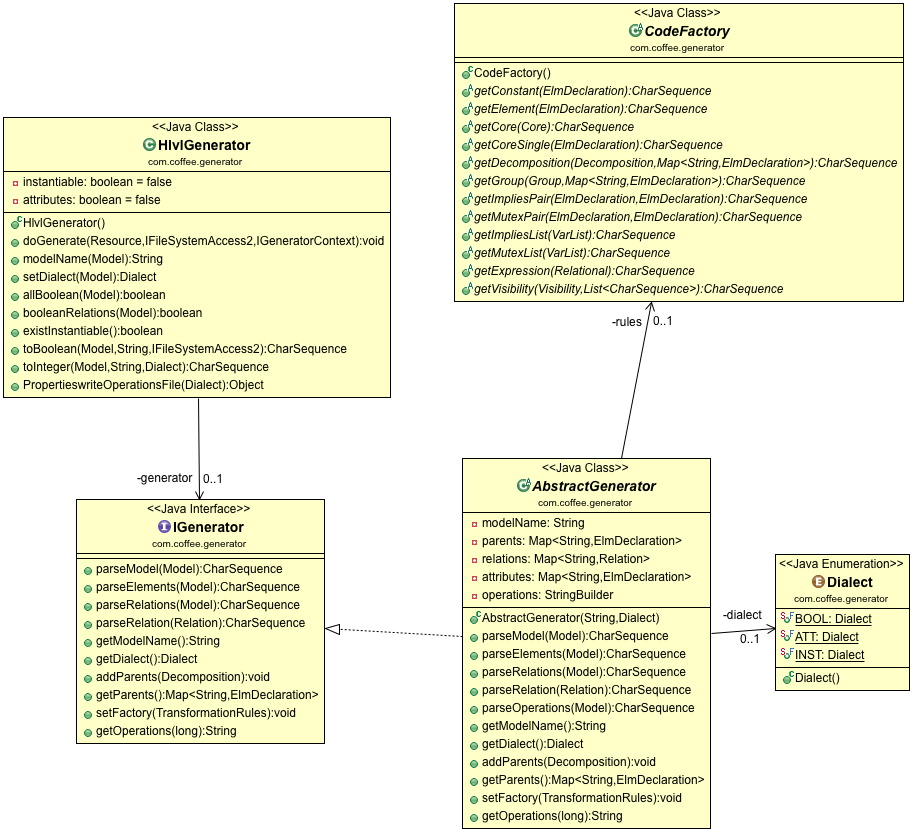 <<Java Class>>
CodeFactory
com.coffee.generator
CodeFactory()
getConstant(ElmDeclaration):CharSequence
getElement(ElmDeclaration):CharSequence
getCore(Core):CharSequence
getCoreSingle(ElmDeclaration):CharSequence
getDecomposition(Decomposition,Map<String,ElmDeclaration>):CharSequence
getGroup(Group,Map<String,ElmDeclaration>):CharSequence
getImpliesPair(ElmDeclaration,ElmDeclaration):CharSequence
getMutexPair(ElmDeclaration,ElmDeclaration):CharSequence
getImpliesList(VarList):CharSequence
getMutexList(VarList):CharSequence
getExpression(Relational):CharSequence
getVisibility(Visibility,List<CharSequence>):CharSequence
<<Java Class>>
HlvlGenerator
com.coffee.generator
instantiable: boolean = false
attributes: boolean = false
HlvlGenerator()
doGenerate(Resource,IFileSystemAccess2,IGeneratorContext):void
modelName(Model):String
setDialect(Model):Dialect
allBoolean(Model):boolean
booleanRelations(Model):boolean
existInstantiable():boolean
toBoolean(Model,String,IFileSystemAccess2):CharSequence
toInteger(Model,String,Dialect):CharSequence
PropertieswriteOperationsFile(Dialect):Object
-rules 0..1
-generator 0..1
<<Java Interface>>
IGenerator
com.coffee.generator
parseModel(Model):CharSequence
parseElements(Model):CharSequence
parseRelations(Model):CharSequence
parseRelation(Relation):CharSequence
getModelName():String
getDialect():Dialect
addParents(Decomposition):void
getParents():Map<String,ElmDeclaration>
setFactory(TransformationRules):void
getOperations(long):String
<<Java Class>>
AbstractGenerator
com.coffee.generator
modelName: String
parents: Map<String,ElmDeclaration>
relations: Map<String,Relation>
attributes: Map<String,ElmDeclaration>
operations: StringBuilder
AbstractGenerator(String,Dialect)
parseModel(Model):CharSequence
parseElements(Model):CharSequence
parseRelations(Model):CharSequence
parseRelation(Relation):CharSequence
parseOperations(Model):CharSequence
getModelName():String
getDialect():Dialect
addParents(Decomposition):void
getParents():Map<String,ElmDeclaration>
setFactory(TransformationRules):void
getOperations(long):String
-dialect
0..1
<<Java Enumeration>>
Dialect
com.coffee.generator
BOOL: Dialect
ATT: Dialect
INST: Dialect
Dialect()